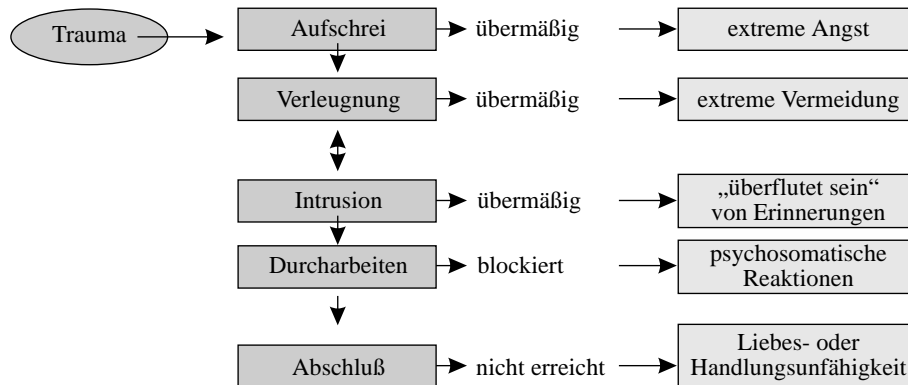 Trauma
Aufschrei
übermäßig
extreme Angst
Verleugnung
übermäßig
extreme Vermeidung
Intrusion
übermäßig
„überflutet sein“
von Erinnerungen
Durcharbeiten
blockiert
psychosomatische
Reaktionen
Abschluß
nicht erreicht
Liebes- oder
Handlungsunfähigkeit